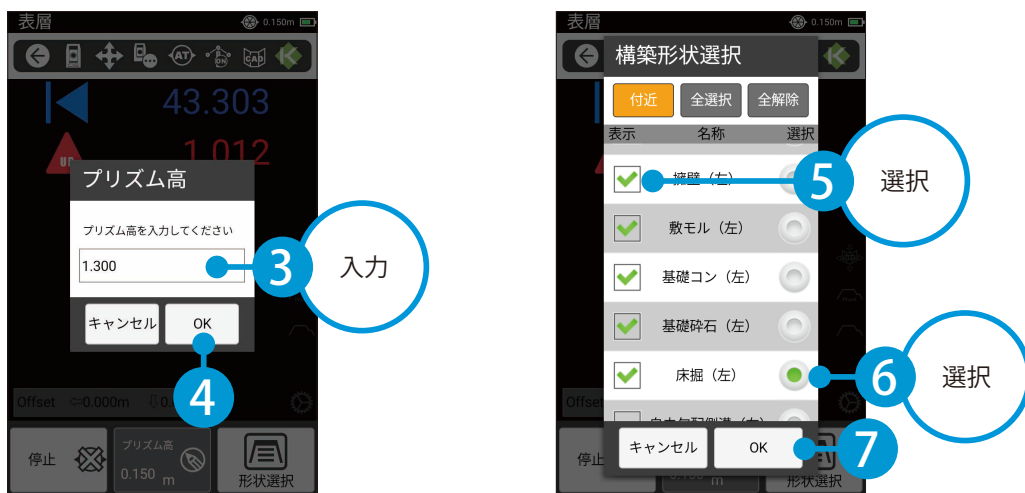 表層
0.150m
AT
ON
CAD
43.303
UP
1.012
プリズム高
プリズム高を入力してください
1.300
3
入力
キャンセル
OK
4
Offset
0.000m
停止
プリズム高
0.150 m
形状選択
表層
0.150m
構築形状選択
付近
全選択
全解除
表示
名称
選択
擁壁（左）
5
選択
敷モル（左）
基礎コン（左）
基礎砕石（左）
床掘（左）
6
選択
Offset
キャンセル
OK
7
停止
m
形状選択